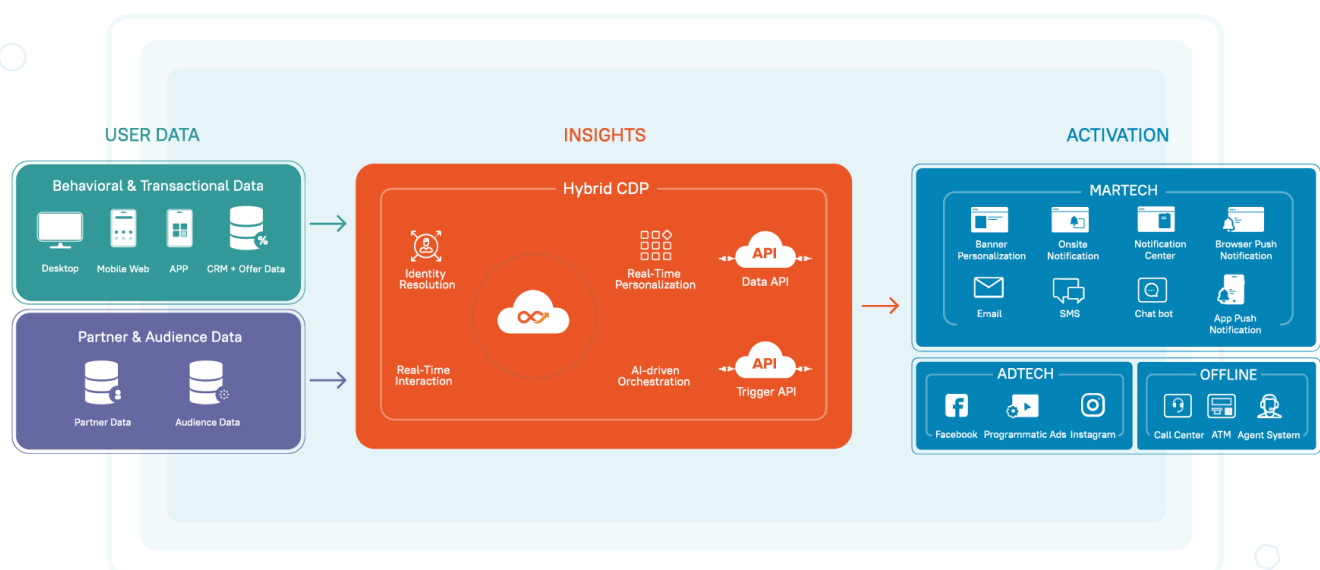 USER DATA
INSIGHTS
ACTIVATION
Behavioral & Transactional Data
Desktop
Mobile Web
APP
CRM + Offer Data
%
Partner & Audience Data
Partner Data
Audience Data
Hybrid CDP
Identity
Resolution
Real-Time
Personalization
API
Data API
Real-Time
Interaction
AI-driven
Orchestration
API
Trigger API
MARTECH
Banner
Personalization
Onsite
Notification
Notification
Center
Browser Push
Notification
Email
SMS
Chat bot
App Push
Notification
ADTECH
Facebook
Programmatic Ads
Instagram
OFFLINE
Call Center
ATM
Agent System